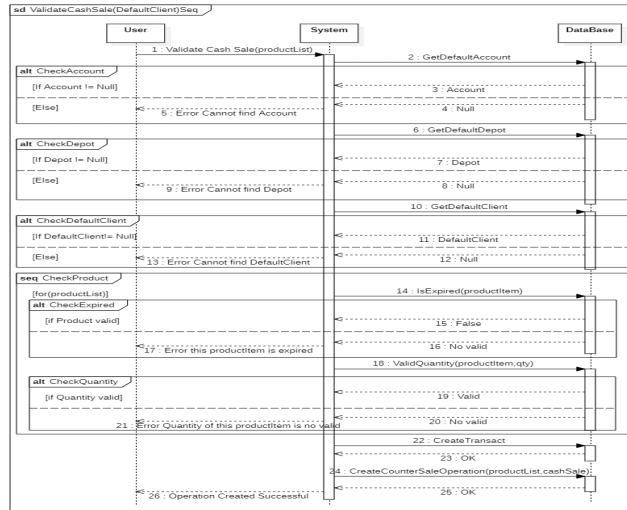 sd ValidateCashSale(DefaultClient)Seq
User
System
DataBase
1 : Validate Cash Sale(productList)
2 : GetDefaultAccount
alt CheckAccount
[If Account != Null]
3 : Account
[Else]
4 : Null
5 : Error Cannot find Account
6 : GetDefaultDepot
alt CheckDepot
[If Depot != Null]
7 : Depot
[Else]
8 : Null
9 : Error Cannot find Depot
10 : GetDefaultClient
alt CheckDefaultClient
[If DefaultClient!= Null]
11 : DefaultClient
[Else]
12 : Null
13 : Error Cannot find DefaultClient
seq CheckProduct
[for(productList)]
14 : IsExpired(productItem)
alt CheckExpired
[if Product valid]
15 : False
16 : No valid
17 : Error this productItem is expired
18 : ValidQuantity(productItem,qty)
alt CheckQuantity
[if Quantity valid]
19 : Valid
20 : No valid
21 : Error Quantity of this productItem is no valid
22 : CreateTransact
23 : OK
24 : CreateCounterSaleOperation(productList,cashSale)
25 : OK
26 : Operation Created Successful